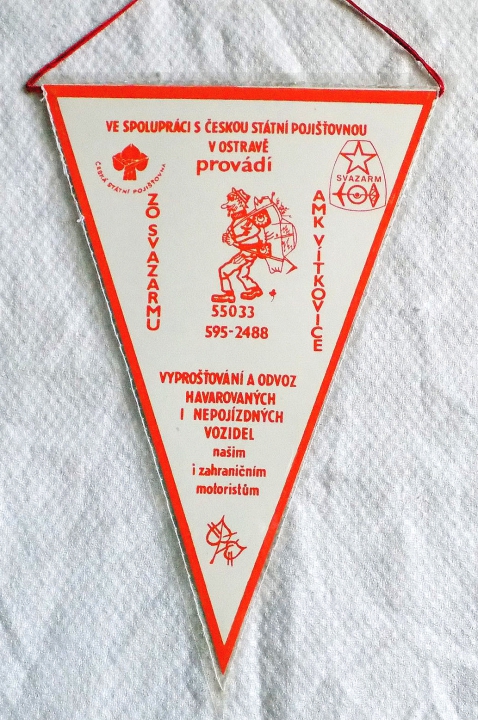 VE SPOLUPRÁCI S ČESKOU STÁTNÍ POJIŠŤOVNOU
V OSTRAVĚ
provádí
ČESKÁ STÁTNÍ POJIŠŤOVNA
SVAZARM
ZO SVAZARMU
AMK VÍTKOVICE
55033
595-2488
VYPROŠŤOVÁNÍ A ODVOZ
HAVAROVANÝCH
I NEPOJÍZDNÝCH
VOZIDEL
našim
i zahraničním
motoristům